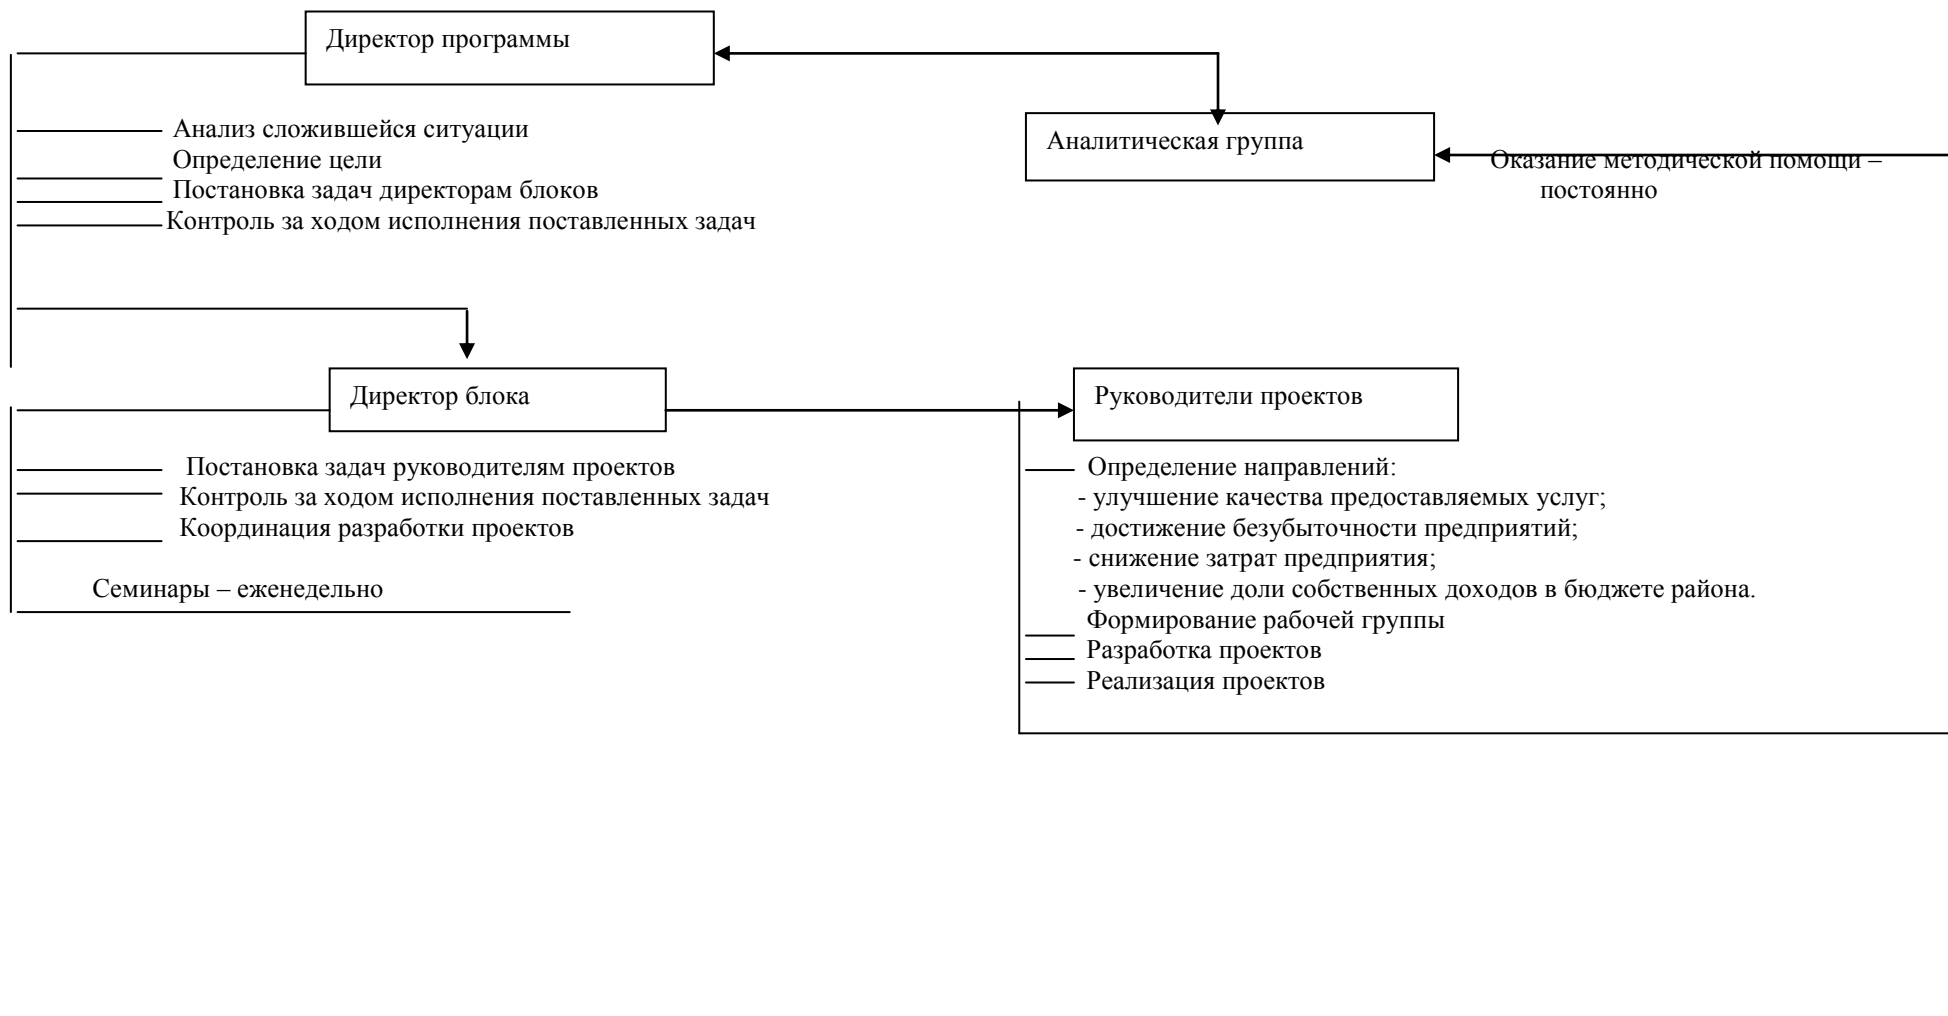 Директор программы
Анализ сложившейся ситуации
Определение цели
Постановка задач директорам блоков
Контроль за ходом исполнения поставленных задач
Аналитическая группа
Оказание методической помощи –
постоянно
Директор блока
Постановка задач руководителям проектов
Контроль за ходом исполнения поставленных задач
Координация разработки проектов
Семинары – еженедельно
Руководители проектов
Определение направлений:
- улучшение качества предоставляемых услуг;
- достижение безубыточности предприятий;
- снижение затрат предприятия;
- увеличение доли собственных доходов в бюджете района.
Формирование рабочей группы
Разработка проектов
Реализация проектов